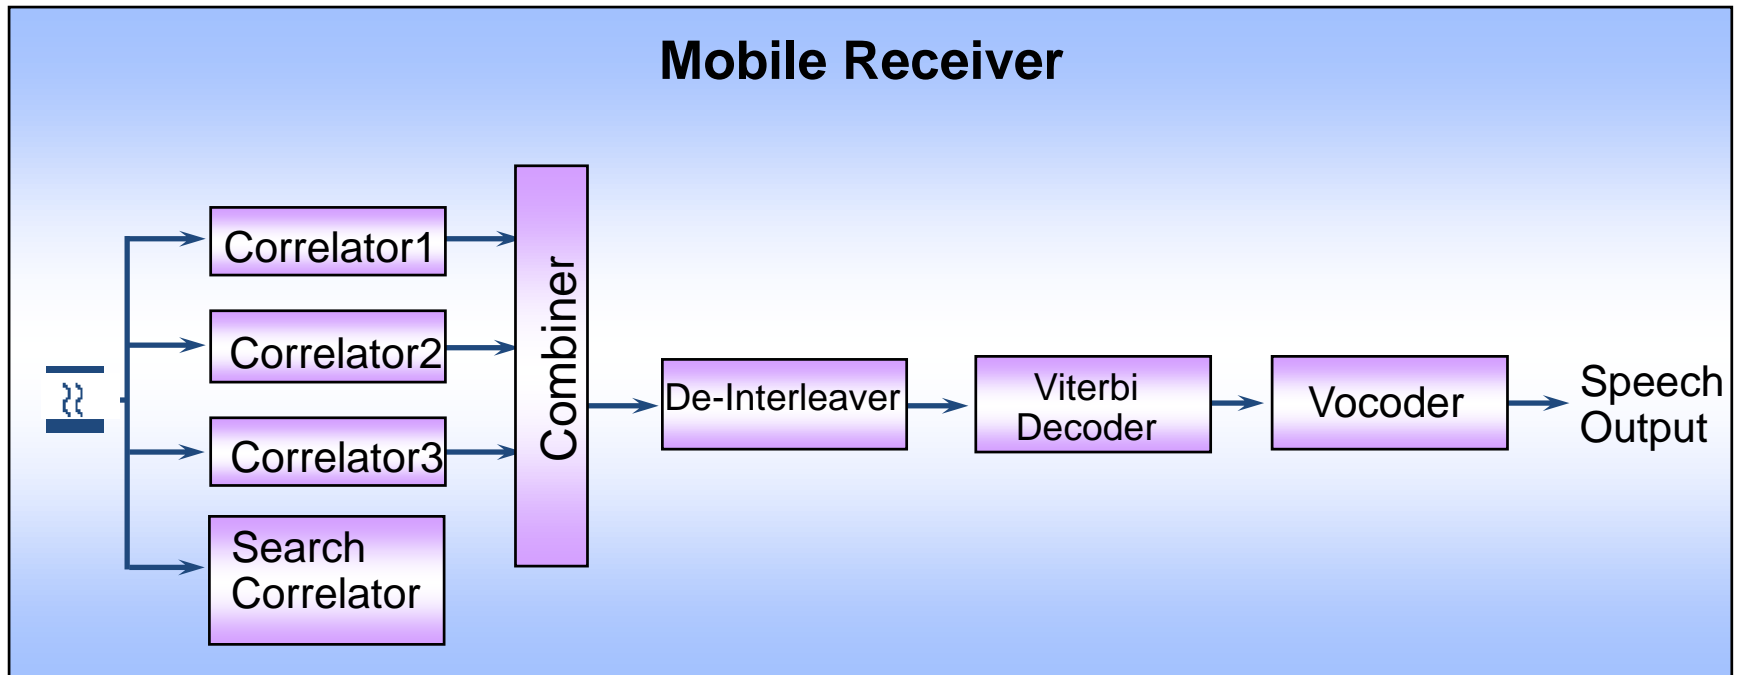 Mobile Receiver
Correlator1
Correlator2
Correlator3
Search
Correlator
Combiner
De-Interleaver
Viterbi
Decoder
Vocoder
Speech
Output